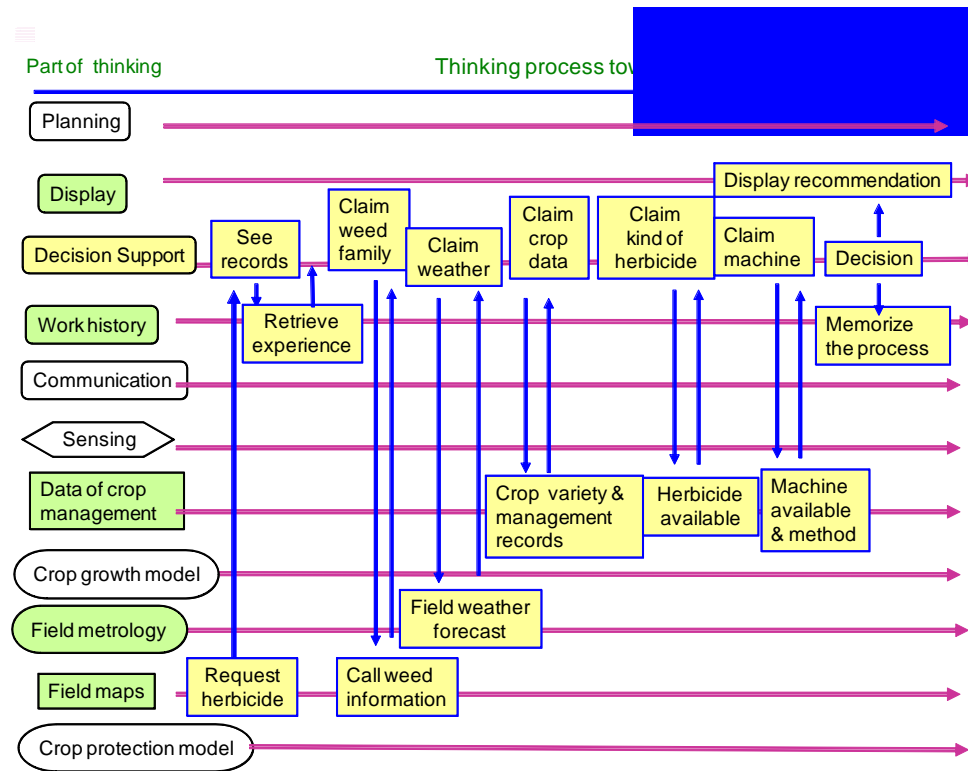 Part of thinking
Thinking process
Planning
Display
Display recommendation
Claim
weed
family
Claim
crop
data
Claim
kind of
herbicide
See
records
Claim
weather
Claim
machine
Decision Support
Decision
Work history
Retrieve
experience
Memorize
the process
Communication
Sensing
Data of crop
management
Crop variety &
management
records
Herbicide
available
Machine
available
& method
Crop growth model
Field weather
forecast
Field metrology
Field maps
Request
herbicide
Call weed
information
Crop protection model